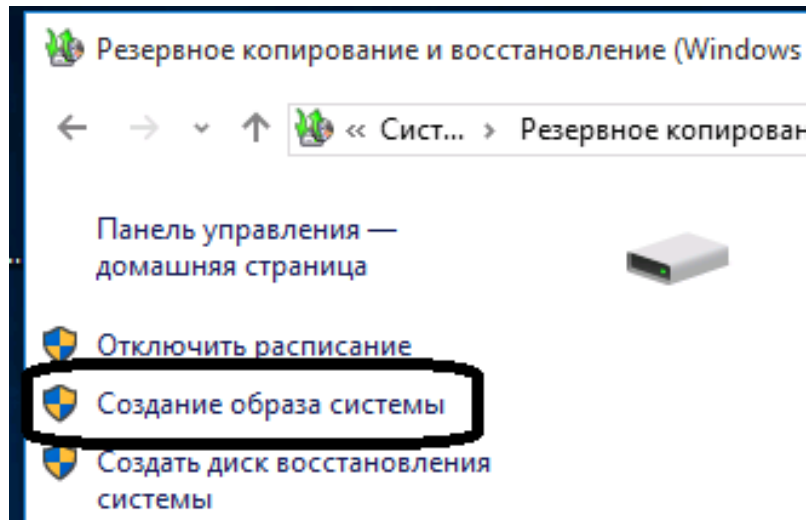 Резервное копирование и восстановление (Windows
« Сист... › Резервное копирован
Панель управления —
домашняя страница
Отключить расписание
Создание образа системы
Создать диск восстановления
системы